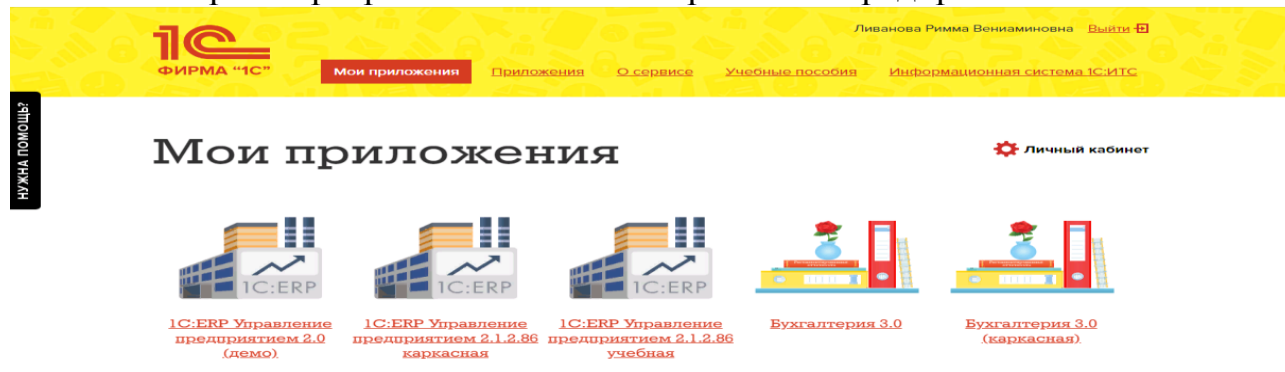 Ливанова Римма Вениаминовна Выйти
1С
ФИРМА "1С"
Мои приложения Приложения О сервисе Учебные пособия Информационная система 1С:ИТС
НУЖНА ПОМОЩЬ?
Мои приложения
Личный кабинет
1C:ERP
1C:ERP
1C:ERP
1С:ERP Управление
предприятием 2.0
(демо)
1С:ERP Управление
предприятием 2.1.2.86
каркасная
1С:ERP Управление
предприятием 2.1.2.86
учебная
Бухгалтерия 3.0
Бухгалтерия 3.0
(каркасная)